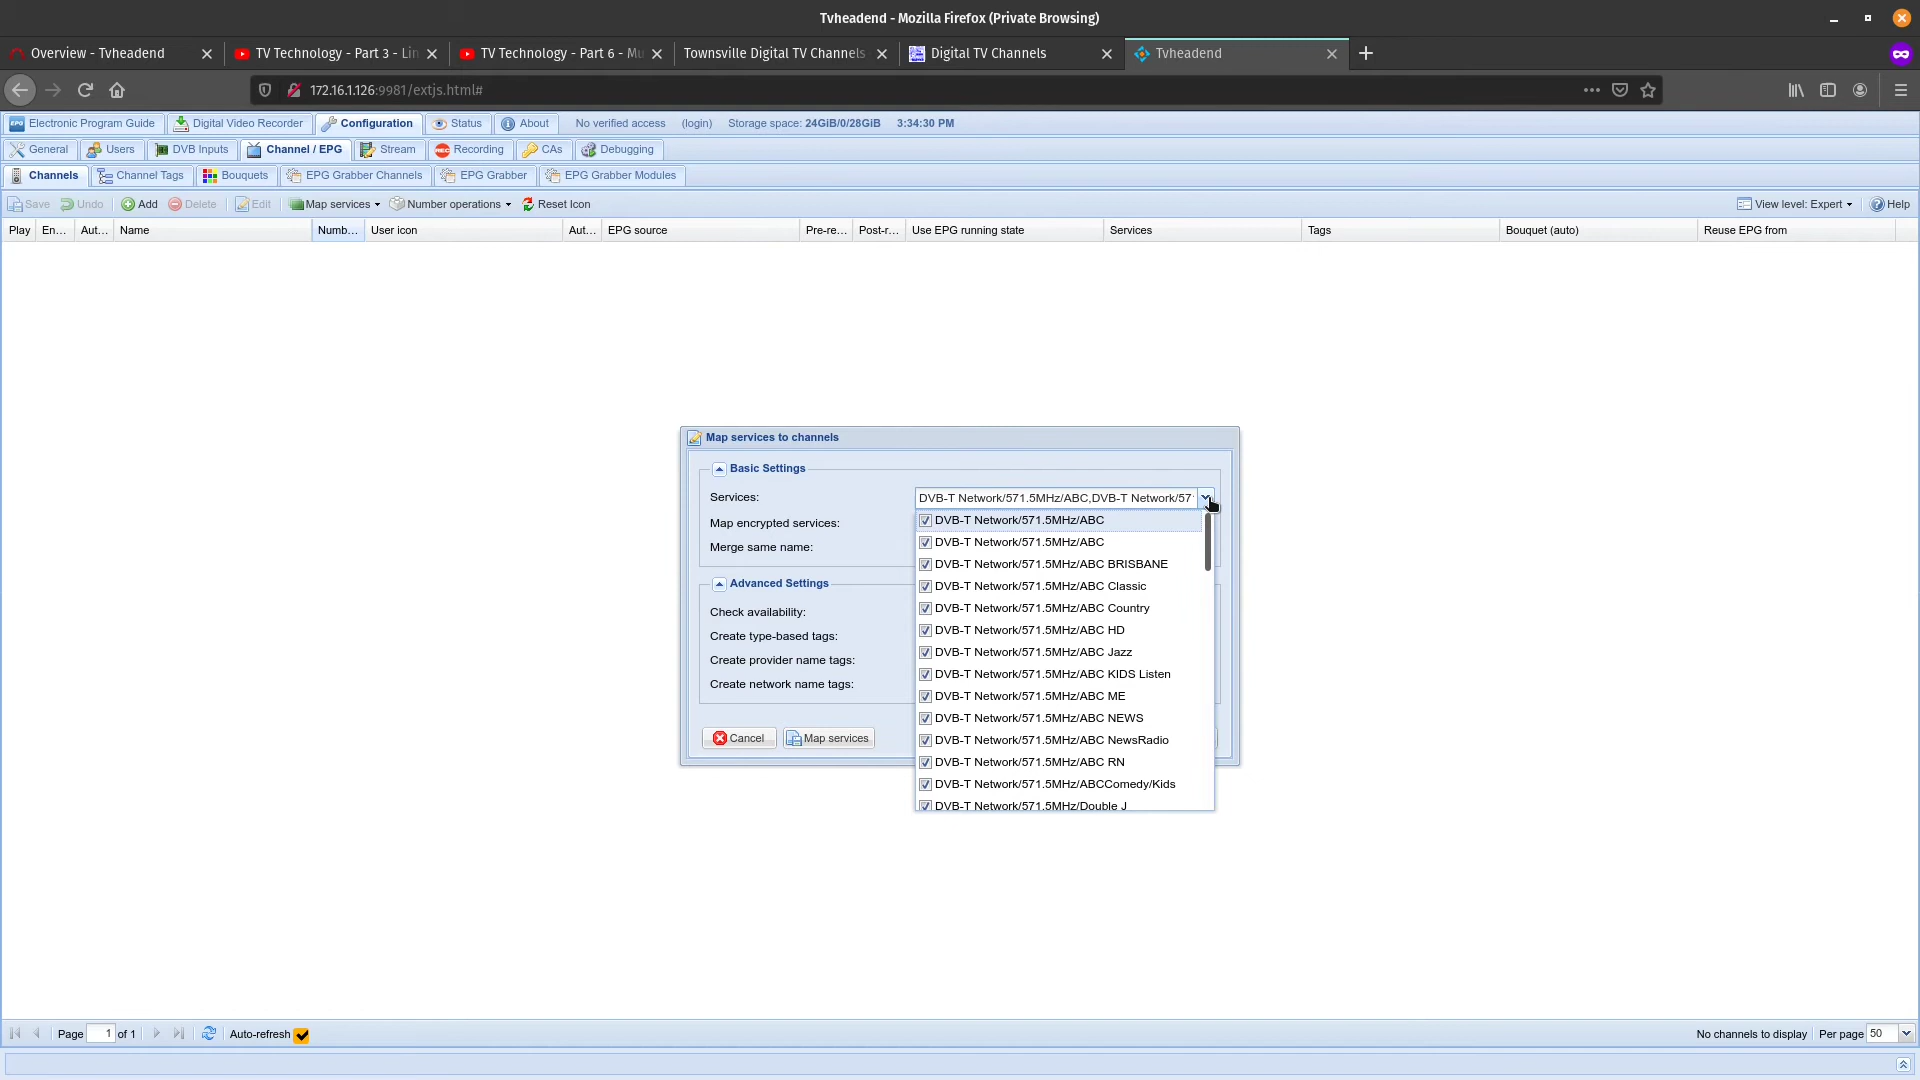 Tvheadend - Mozilla Firefox (Private Browsing)
Overview - Tvheadend
TV Technology - Part 3 - Lin
TV Technology - Part 6 - Mu
Townsville Digital TV Channels
Digital TV Channels
Tvheadend
172.16.1.126:9981/extjs.html#
Electronic Program Guide
Digital Video Recorder
Configuration
Status
About
No verified access
(login)
Storage space: 24GiB/0/28GiB
3:34:30 PM
General
Users
DVB Inputs
Channel / EPG
Stream
Recording
CAs
Debugging
Channels
Channel Tags
Bouquets
EPG Grabber Channels
EPG Grabber
EPG Grabber Modules
Save
Undo
Add
Delete
Edit
Map services
Number operations
Reset Icon
View level: Expert
Help
Play
En...
Aut...
Name
Numb...
User icon
Aut...
EPG source
Pre-re...
Post-r...
Use EPG running state
Services
Tags
Bouquet (auto)
Reuse EPG from
Map services to channels
Basic Settings
Services:
DVB-T Network/571.5MHz/ABC,DVB-T Network/57
Map encrypted services:
Merge same name:
Advanced Settings
Check availability:
Create type-based tags:
Create provider name tags:
Create network name tags:
Cancel
Map services
DVB-T Network/571.5MHz/ABC
DVB-T Network/571.5MHz/ABC
DVB-T Network/571.5MHz/ABC BRISBANE
DVB-T Network/571.5MHz/ABC Classic
DVB-T Network/571.5MHz/ABC Country
DVB-T Network/571.5MHz/ABC HD
DVB-T Network/571.5MHz/ABC Jazz
DVB-T Network/571.5MHz/ABC KIDS Listen
DVB-T Network/571.5MHz/ABC ME
DVB-T Network/571.5MHz/ABC NEWS
DVB-T Network/571.5MHz/ABC NewsRadio
DVB-T Network/571.5MHz/ABC RN
DVB-T Network/571.5MHz/ABCComedy/Kids
DVB-T Network/571.5MHz/Double J
Page 1 of 1
Auto-refresh
No channels to display
Per page 50